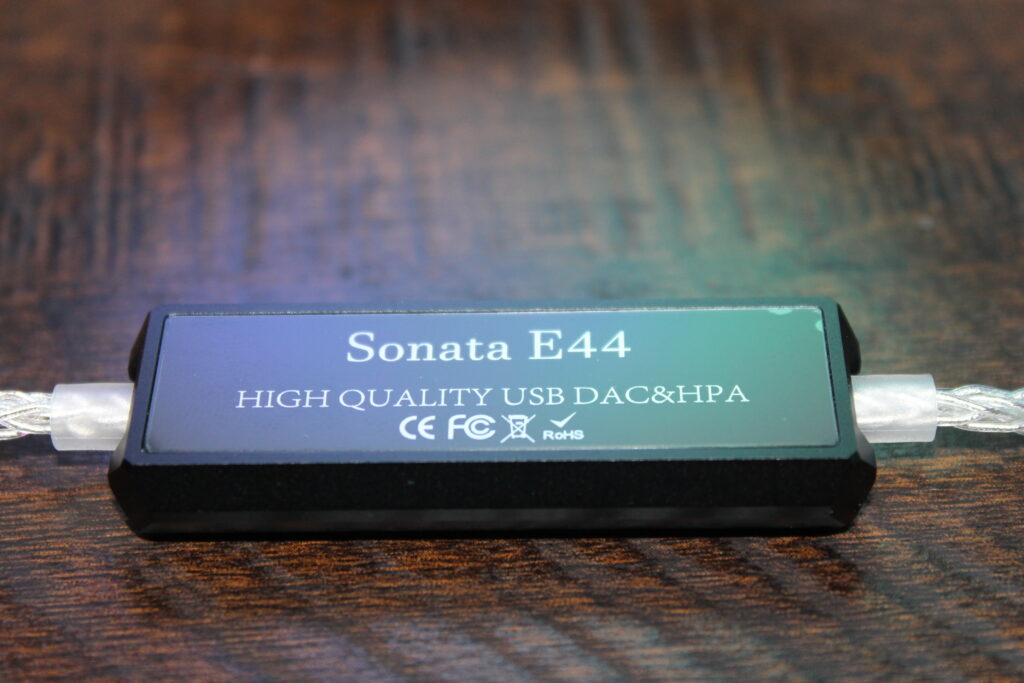 Sonata E44
HIGH QUALITY USB DAC&HPA
CE FC RoHS